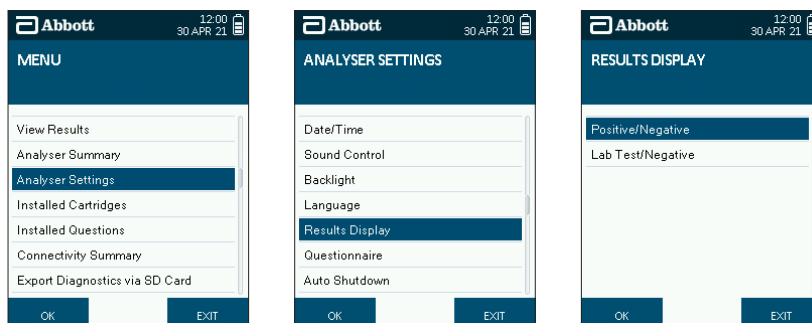 Abbott
12:00
30 APR 21
MENU
View Results
Analyser Summary
Analyser Settings
Installed Cartridges
Installed Questions
Connectivity Summary
Export Diagnostics via SD Card
OK EXIT
Abbott
12:00
30 APR 21
ANALYSER SETTINGS
Date/Time
Sound Control
Backlight
Language
Results Display
Questionnaire
Auto Shutdown
OK EXIT
Abbott
12:00
30 APR 21
RESULTS DISPLAY
Positive/Negative
Lab Test/Negative
OK EXIT